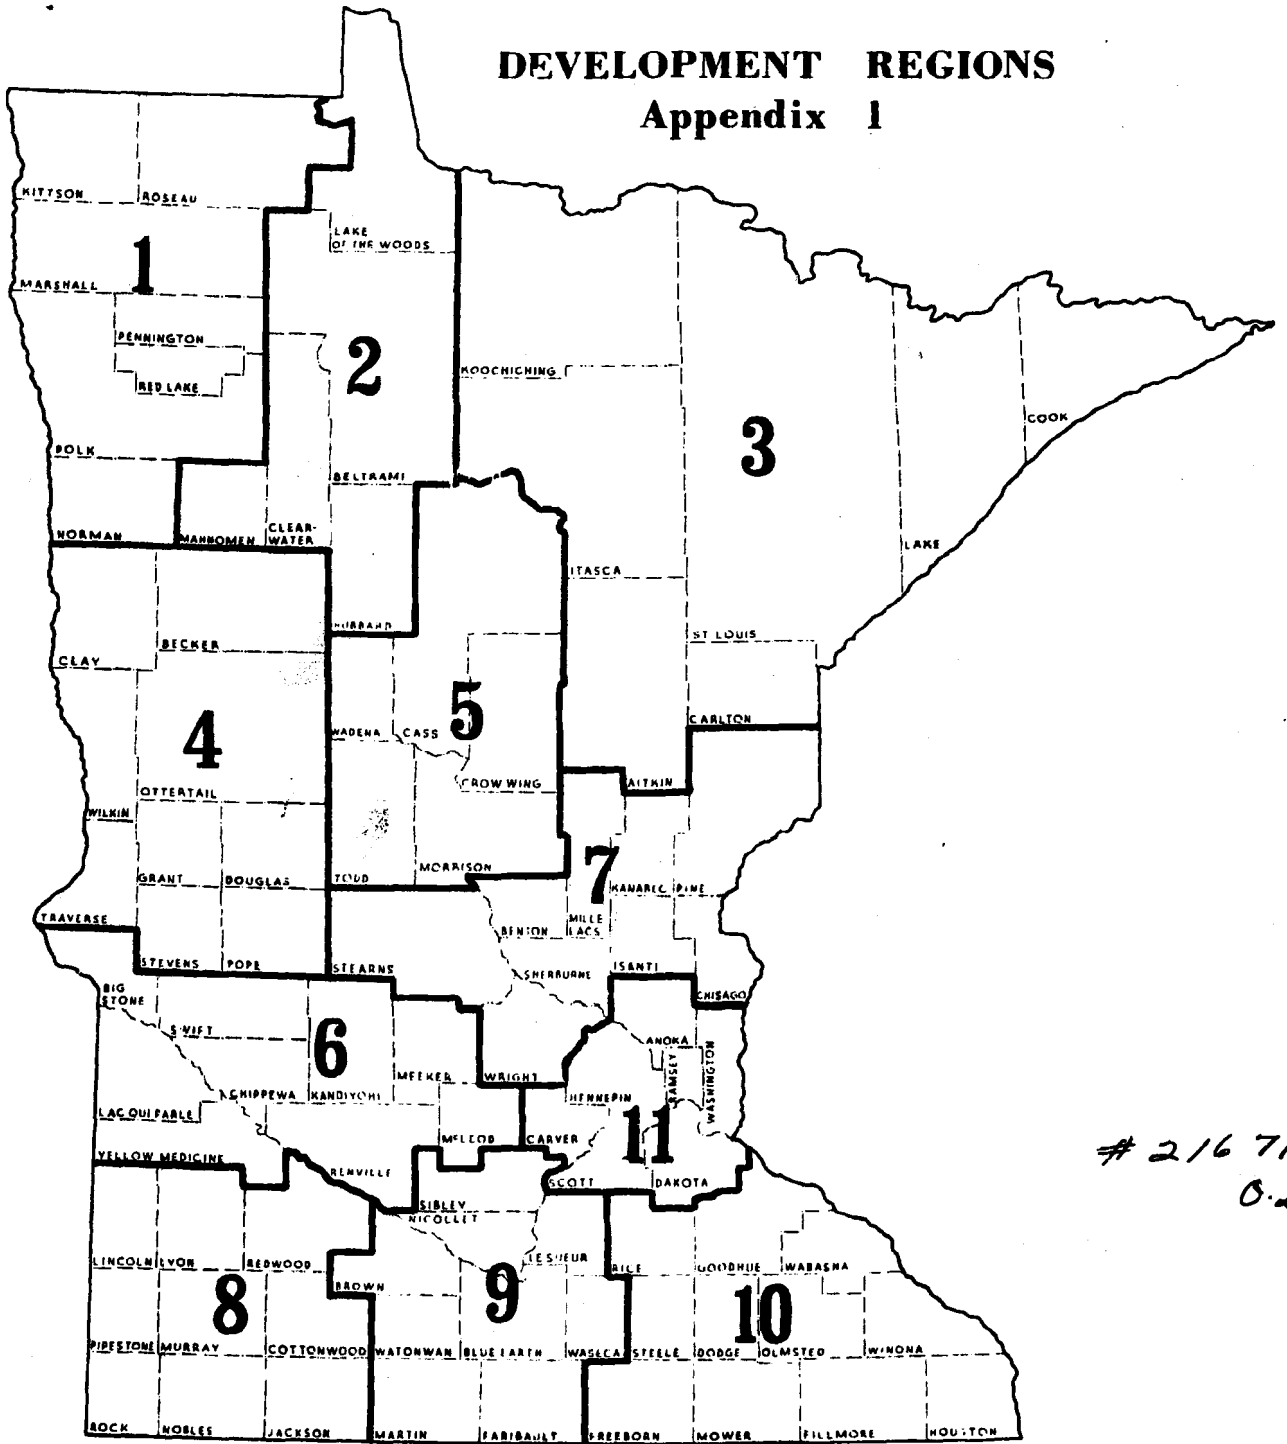 DEVELOPMENT REGIONS
Appendix 1
KITTSON
ROSEAU
LAKE
OF THE WOODS
1
MARSHALL
PENNINGTON
2
RED LAKE
KOOCHICHING
3
COOK
POLK
BELTRAMI
NORMAN
MAHNOMEN
CLEAR-
WATER
LAKE
ITASCA
HUBBARD
ST LOUIS
BECKER
CLAY
4
5
WADENA
CASS
CARLTON
OTTERTAIL
CROW WING
AITKIN
WILKIN
GRANT
DOUGLAS
TODD
MORRISON
7
KANABEC
PINE
TRAVERSE
MILLE
LACS
BENTON
STEVENS
POPE
STEARNS
SHERBURNE
ISANTI
BIG
STONE
CHISAGO
SWIFT
6
ANOKA
MEEKER
WRIGHT
RAMSEY
WASHINGTON
CHIPPEWA
KANDIYOHI
HENNEPIN
LAC QUI PARLE
11
MCLEOD
CARVER
YELLOW MEDICINE
RENVILLE
SCOTT
DAKOTA
# 216
SIBLEY
NICOLLET
LINCOLN
LYON
REDWOOD
LE SUEUR
RICE
GOODHUE
WABASHA
BROWN
8
9
10
PIPESTONE
MURRAY
COTTONWOOD
WATONWAN
BLUE EARTH
WASECA
STEELE
DODGE
OLMSTED
WINONA
ROCK
NOBLES
JACKSON
MARTIN
FARIBAULT
FREEBORN
MOWER
FILLMORE
HOUSTON